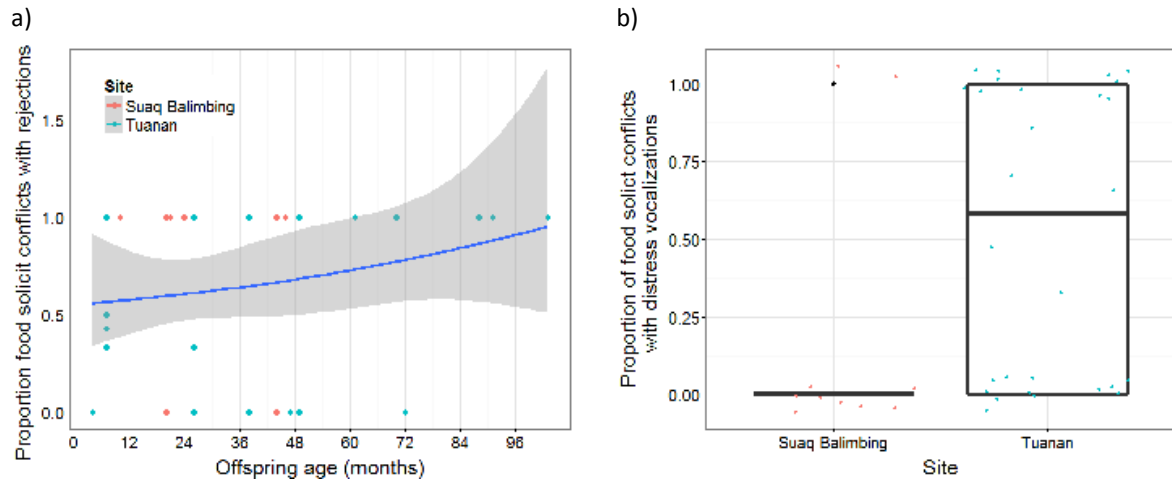 a)
Proportion food solicit conflicts with rejections
1.5
1.0
0.5
0.0
Site
Suaq Balimbing
Tuanan
0 12 24 36 48 60 72 84 96
Offspring age (months)
b)
Proportion of food solict conflicts
with distress vocalizations
1.00
0.75
0.50
0.25
0.00
Suaq Balimbing Tuanan
Site